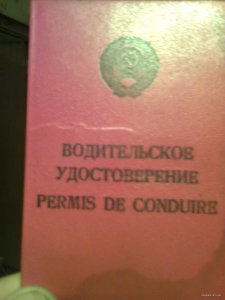 ВОДИТЕЛЬСКОЕ
УДОСТОВЕРЕНИЕ
PERMIS DE CONDUIRE